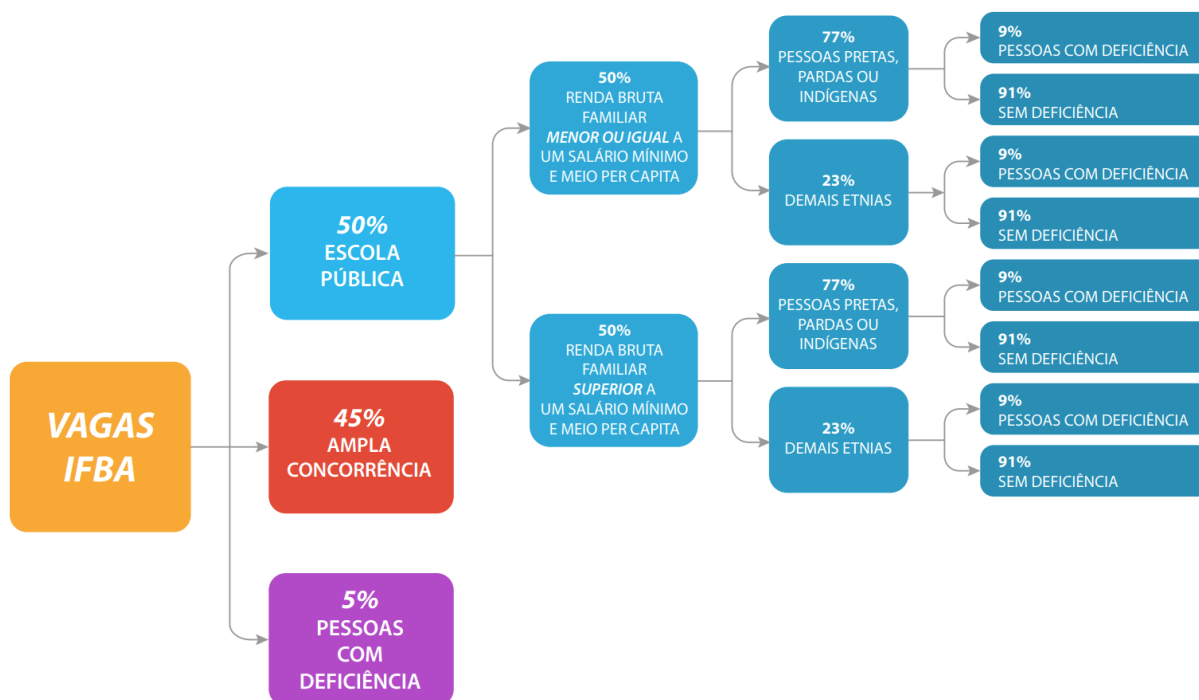 VAGAS
IFBA
50%
ESCOLA
PÚBLICA
45%
AMPLA
CONCORRÊNCIA
5%
PESSOAS
COM
DEFICIÊNCIA
50%
RENDA BRUTA
FAMILIAR
MENOR OU IGUAL A
UM SALÁRIO MÍNIMO
E MEIO PER CAPITA
50%
RENDA BRUTA
FAMILIAR
SUPERIOR A
UM SALÁRIO MÍNIMO
E MEIO PER CAPITA
77%
PESSOAS PRETAS,
PARDAS OU
INDÍGENAS
23%
DEMAIS ETNIAS
77%
PESSOAS PRETAS,
PARDAS OU
INDÍGENAS
23%
DEMAIS ETNIAS
9%
PESSOAS COM DEFICIÊNCIA
91%
SEM DEFICIÊNCIA
9%
PESSOAS COM DEFICIÊNCIA
91%
SEM DEFICIÊNCIA
9%
PESSOAS COM DEFICIÊNCIA
91%
SEM DEFICIÊNCIA
9%
PESSOAS COM DEFICIÊNCIA
91%
SEM DEFICIÊNCIA